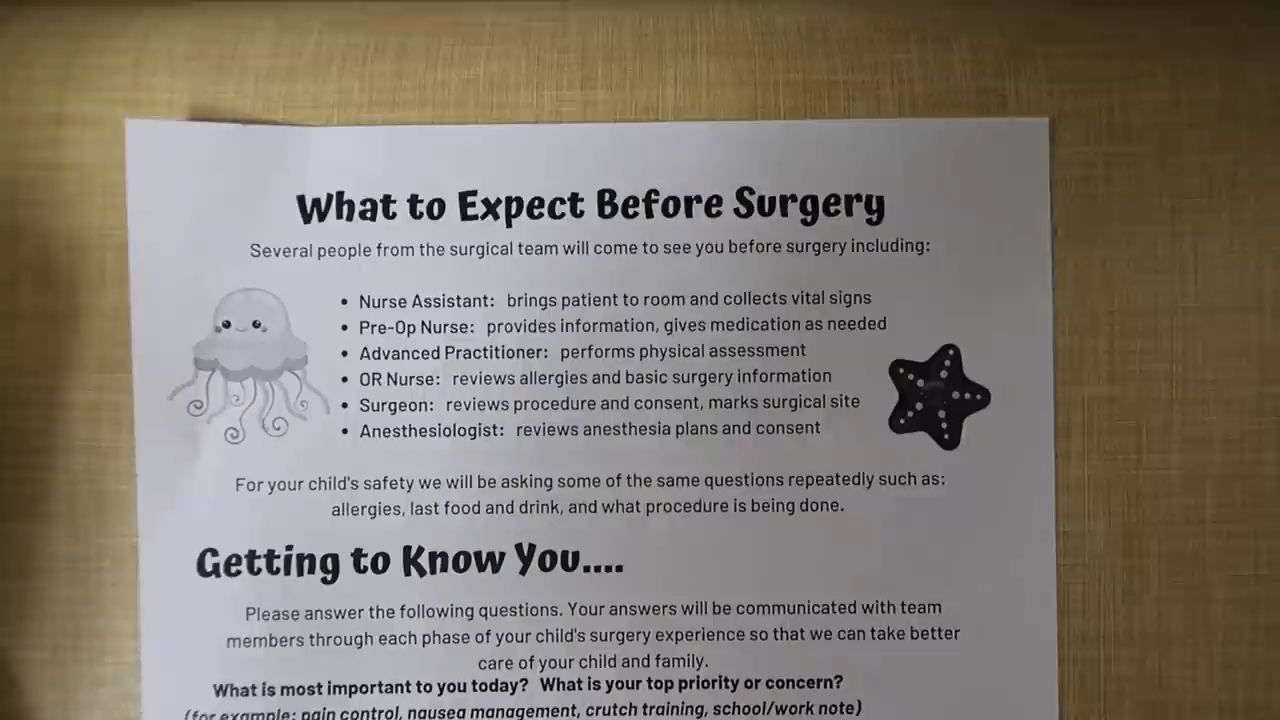 What to Expect Before Surgery
Several people from the surgical team will come to see you before surgery including:
• Nurse Assistant: brings patient to room and collects vital signs
• Pre-Op Nurse: provides information, gives medication as needed
• Advanced Practitioner: performs physical assessment
• OR Nurse: reviews allergies and basic surgery information
• Surgeon: reviews procedure and consent, marks surgical site
• Anesthesiologist: reviews anesthesia plans and consent
For your child's safety we will be asking some of the same questions repeatedly such as:
allergies, last food and drink, and what procedure is being done.
Getting to Know You....
Please answer the following questions. Your answers will be communicated with team
members through each phase of your child's surgery experience so that we can take better
care of your child and family.
What is most important to you today? What is your top priority or concern?
(for example: pain control, nausea management, crutch training, school/work note)